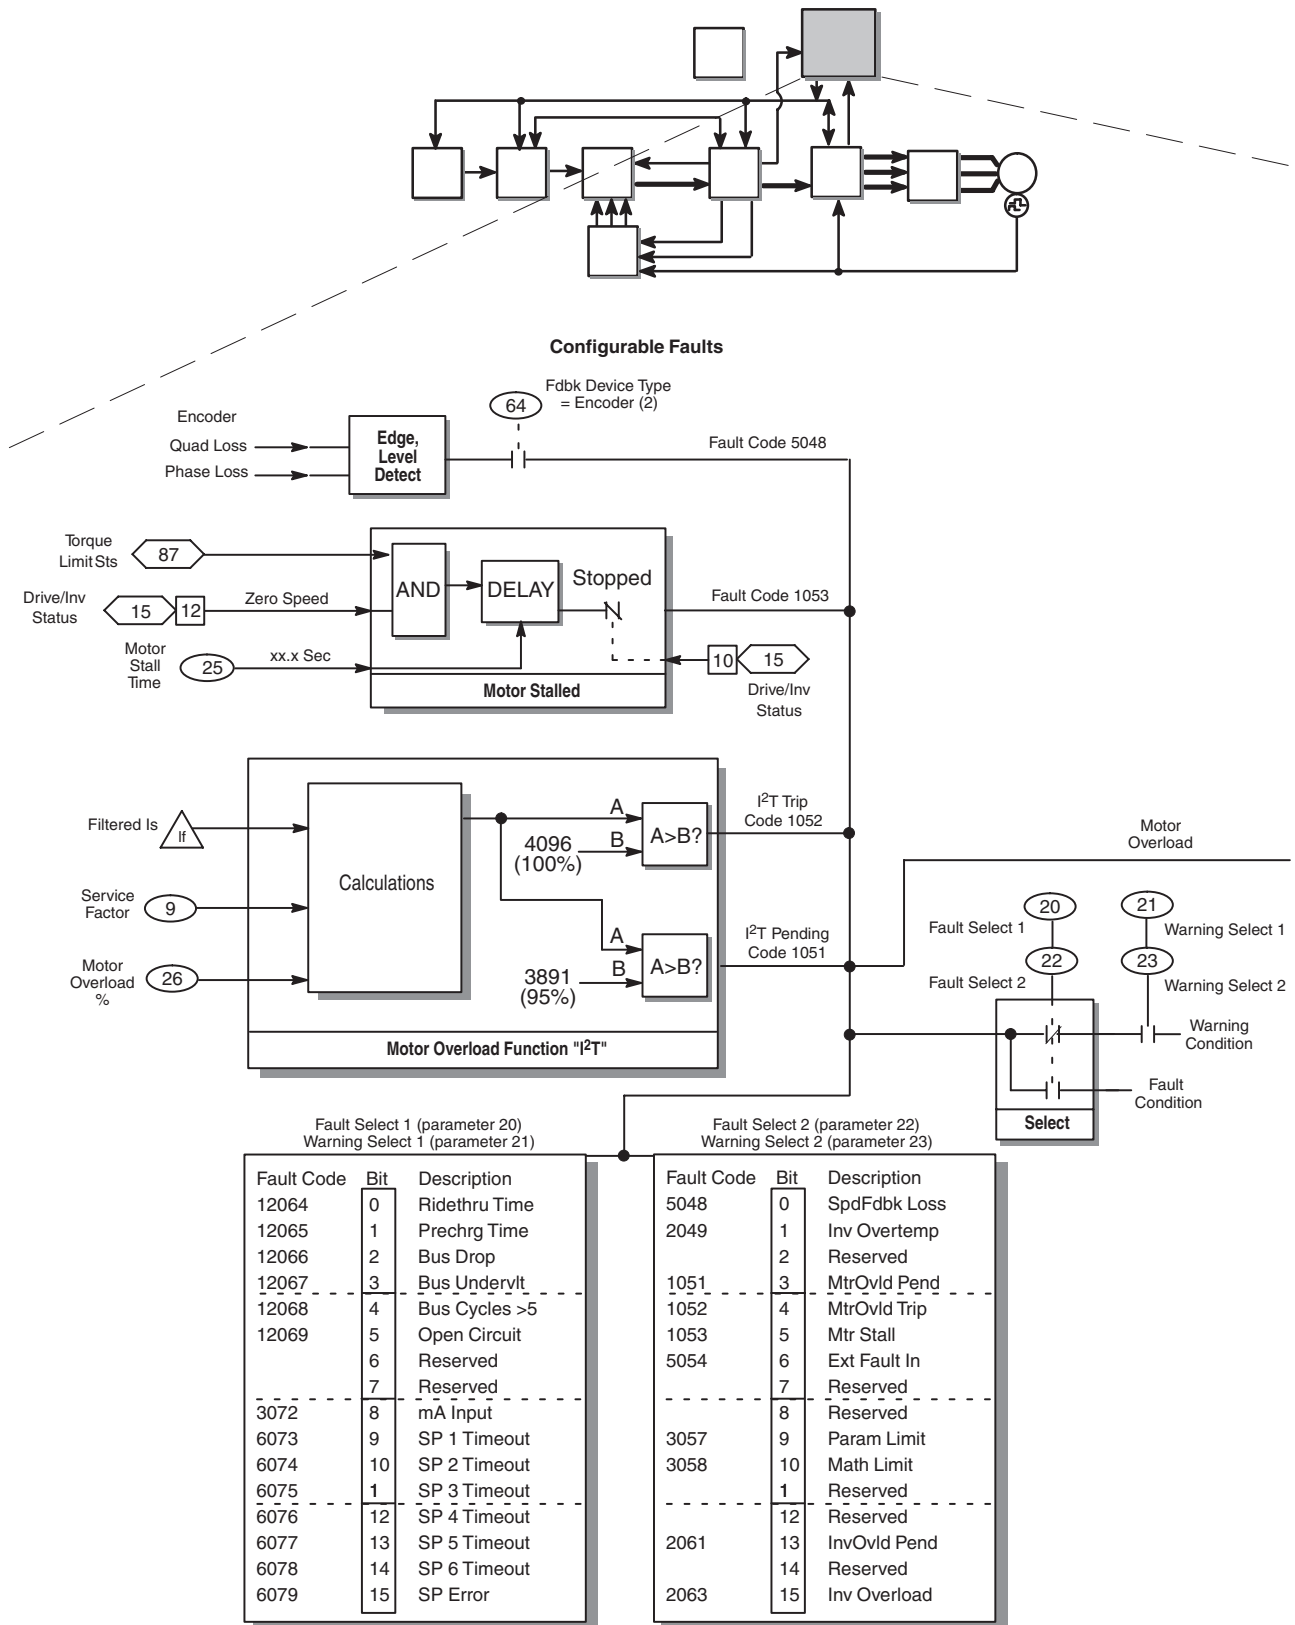 Configurable Faults
64
Fdbk Device Type
= Encoder (2)
Encoder
Quad Loss
Phase Loss
Edge,
Level
Detect
Fault Code 5048
Torque
Limit Sts
87
Drive/Inv
Status
15
12
Zero Speed
Motor
Stall
Time
25
xx.x Sec
AND
DELAY
Stopped
Motor Stalled
Fault Code 1053
10
15
Drive/Inv
Status
Filtered Is
If
Service
Factor
9
Motor
Overload
%
26
Calculations
A
4096
(100%)
B
A>B?
A
3891
(95%)
B
A>B?
Motor Overload Function "I²T"
I²T Trip
Code 1052
I²T Pending
Code 1051
Motor
Overload
20
Fault Select 1
22
Fault Select 2
21
Warning Select 1
23
Warning Select 2
Warning
Condition
Fault
Condition
Select
Fault Select 1 (parameter 20)
Warning Select 1 (parameter 21)
Fault Code Bit Description
12064 0 Ridethru Time
12065 1 Prechrg Time
12066 2 Bus Drop
12067 3 Bus Undervlt
12068 4 Bus Cycles >5
12069 5 Open Circuit
6 Reserved
7 Reserved
3072 8 mA Input
6073 9 SP 1 Timeout
6074 10 SP 2 Timeout
6075 1 SP 3 Timeout
6076 12 SP 4 Timeout
6077 13 SP 5 Timeout
6078 14 SP 6 Timeout
6079 15 SP Error
Fault Select 2 (parameter 22)
Warning Select 2 (parameter 23)
Fault Code Bit Description
5048 0 SpdFdbk Loss
2049 1 Inv Overtemp
2 Reserved
1051 3 MtrOvld Pend
1052 4 MtrOvld Trip
1053 5 Mtr Stall
5054 6 Ext Fault In
7 Reserved
8 Reserved
3057 9 Param Limit
3058 10 Math Limit
1 Reserved
12 Reserved
2061 13 InvOvld Pend
14 Reserved
2063 15 Inv Overload